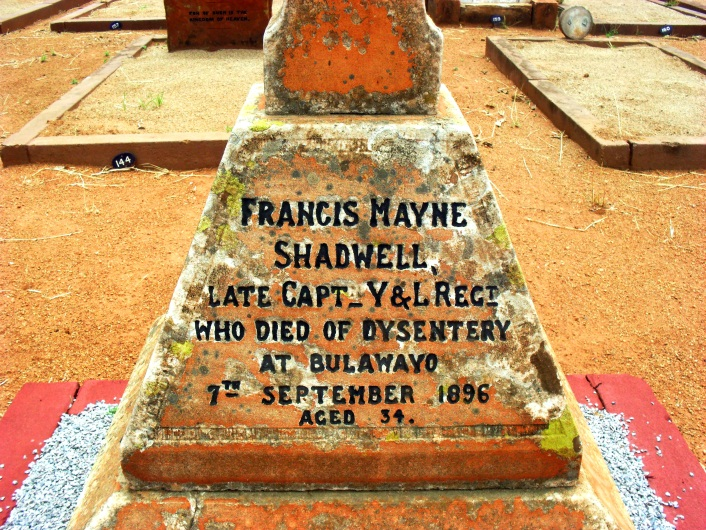 144
FRANCIS MAYNE
SHADWELL,
LATE CAPT_ Y & L REGT
WHO DIED OF DYSENTERY
AT BULAWAYO
7TH SEPTEMBER 1896
AGED 34.